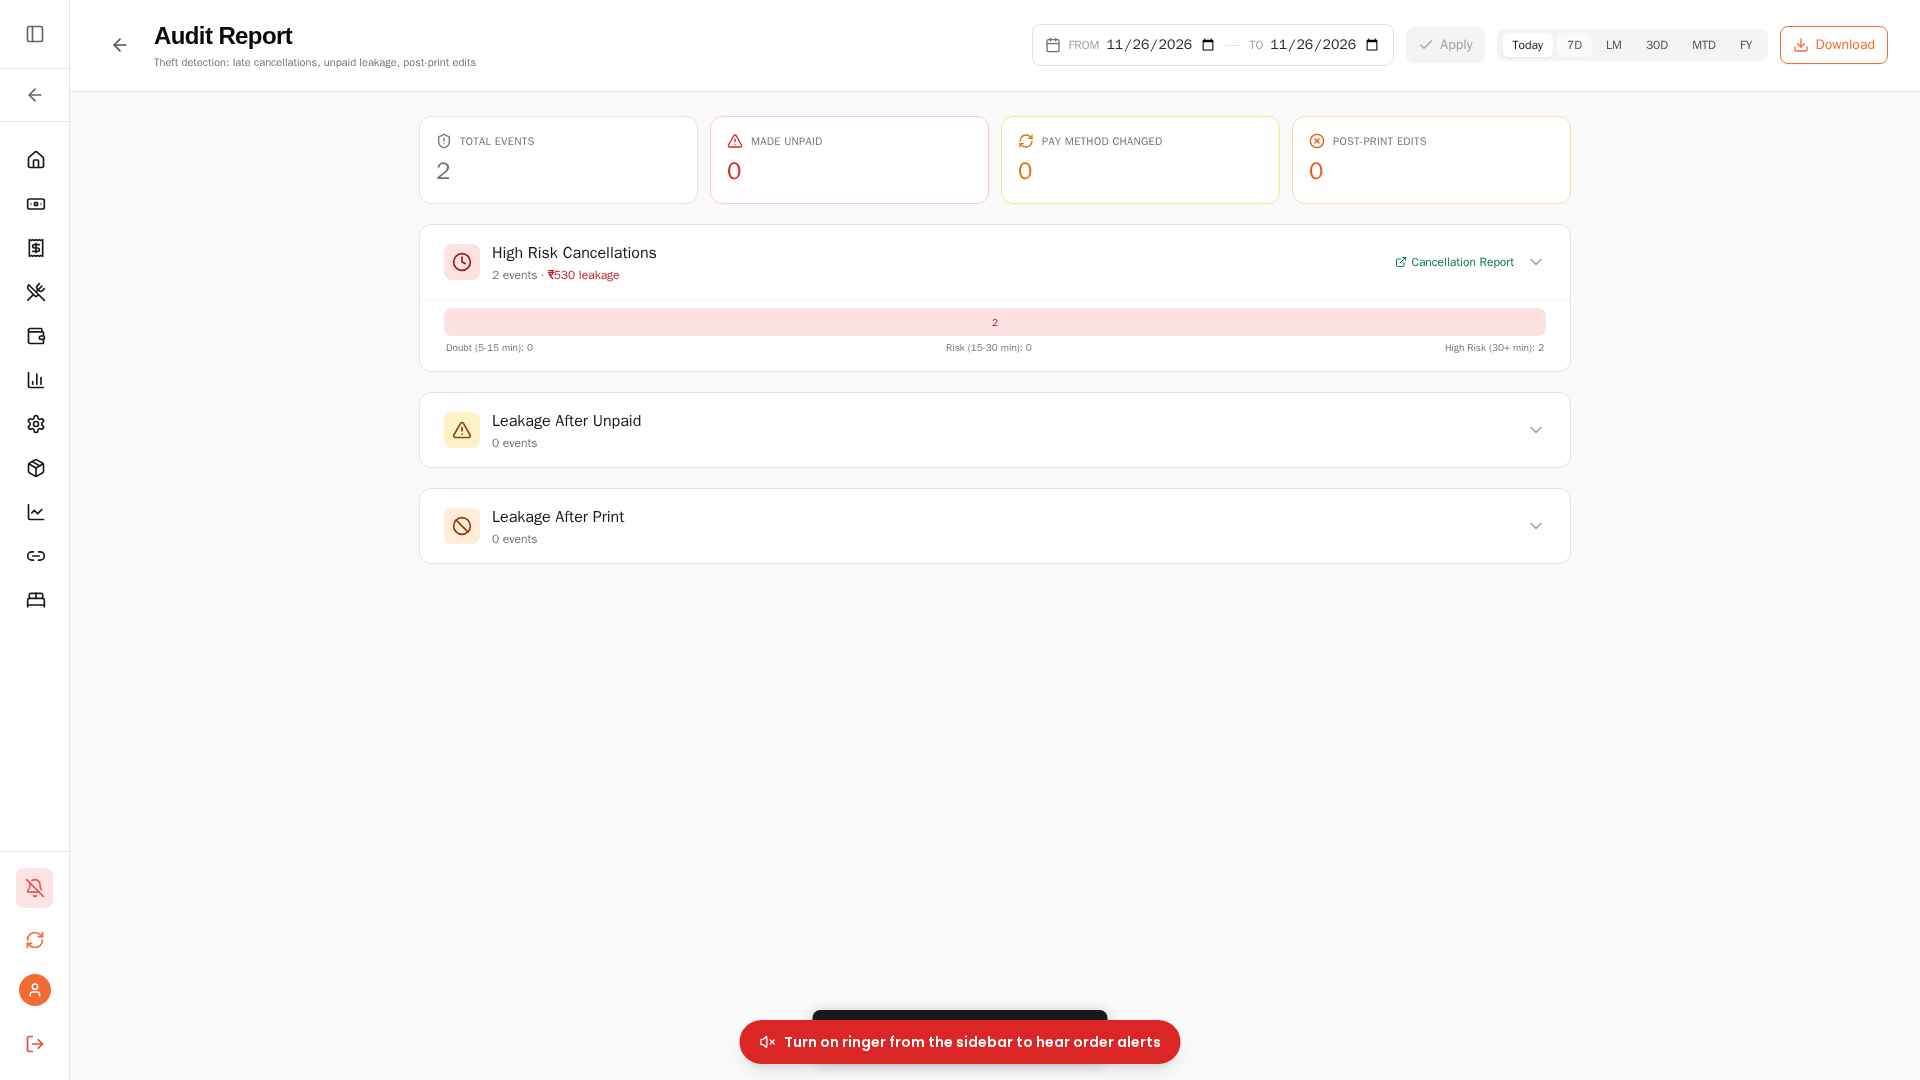 Audit Report
Theft detection: late cancellations, unpaid leakage, post-print edits
FROM 11/26/2026 TO 11/26/2026
Apply
Today 7D LM 30D MTD FY
Download
TOTAL EVENTS
2
MADE UNPAID
0
PAY METHOD CHANGED
0
POST-PRINT EDITS
0
High Risk Cancellations
2 events · ₹530 leakage
Cancellation Report
2
Doubt (5-15 min): 0
Risk (15-30 min): 0
High Risk (30+ min): 2
Leakage After Unpaid
0 events
Leakage After Print
0 events
Turn on ringer from the sidebar to hear order alerts